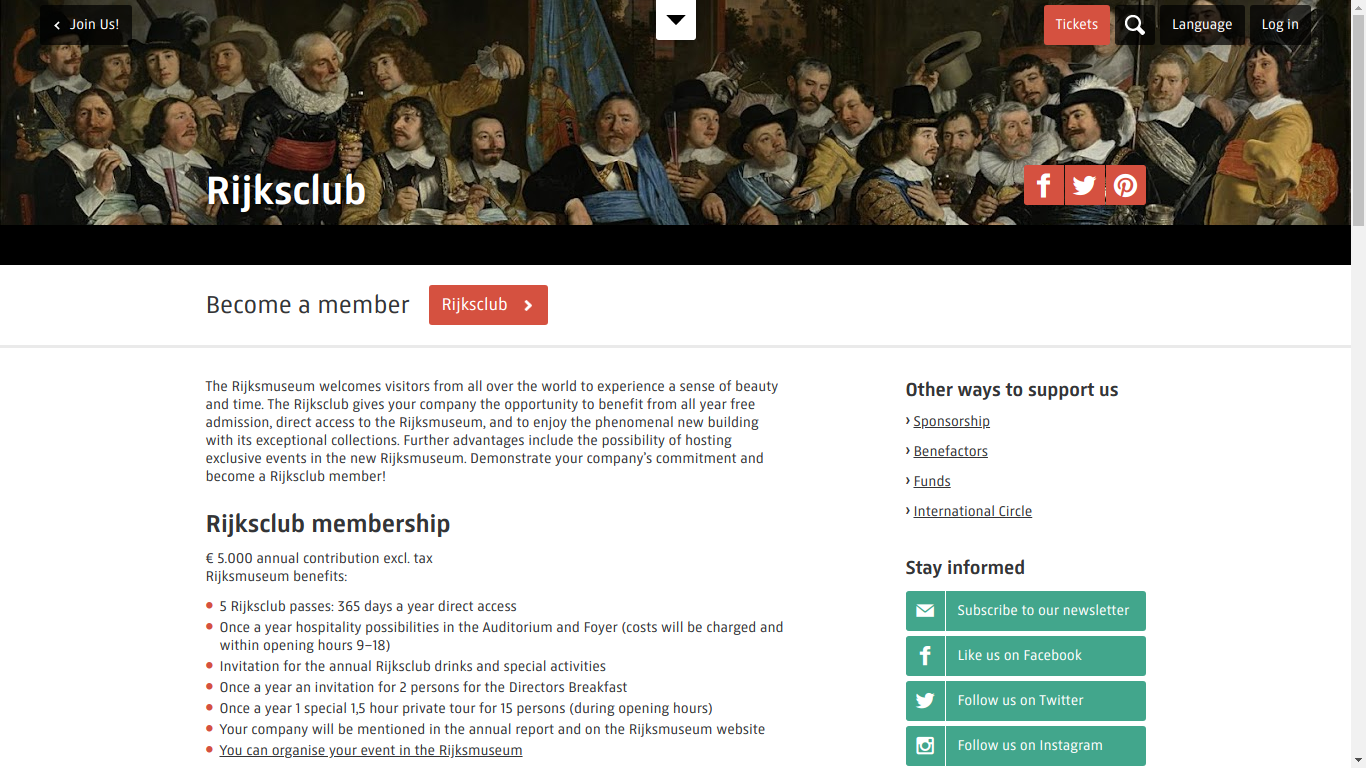 Join Us!
Tickets
Language
Log in
Rijksclub
Become a member
Rijksclub
The Rijksmuseum welcomes visitors from all over the world to experience a sense of beauty
and time. The Rijksclub gives your company the opportunity to benefit from all year free
admission, direct access to the Rijksmuseum, and to enjoy the phenomenal new building
with its exceptional collections. Further advantages include the possibility of hosting
exclusive events in the new Rijksmuseum. Demonstrate your company's commitment and
become a Rijksclub member!
Rijksclub membership
€ 5.000 annual contribution excl. tax
Rijksmuseum benefits:
5 Rijksclub passes: 365 days a year direct access
Once a year hospitality possibilities in the Auditorium and Foyer (costs will be charged and
within opening hours 9–18)
Invitation for the annual Rijksclub drinks and special activities
Once a year an invitation for 2 persons for the Directors Breakfast
Once a year 1 special 1,5 hour private tour for 15 persons (during opening hours)
Your company will be mentioned in the annual report and on the Rijksmuseum website
You can organise your event in the Rijksmuseum
Other ways to support us
Sponsorship
Benefactors
Funds
International Circle
Stay informed
Subscribe to our newsletter
Like us on Facebook
Follow us on Twitter
Follow us on Instagram